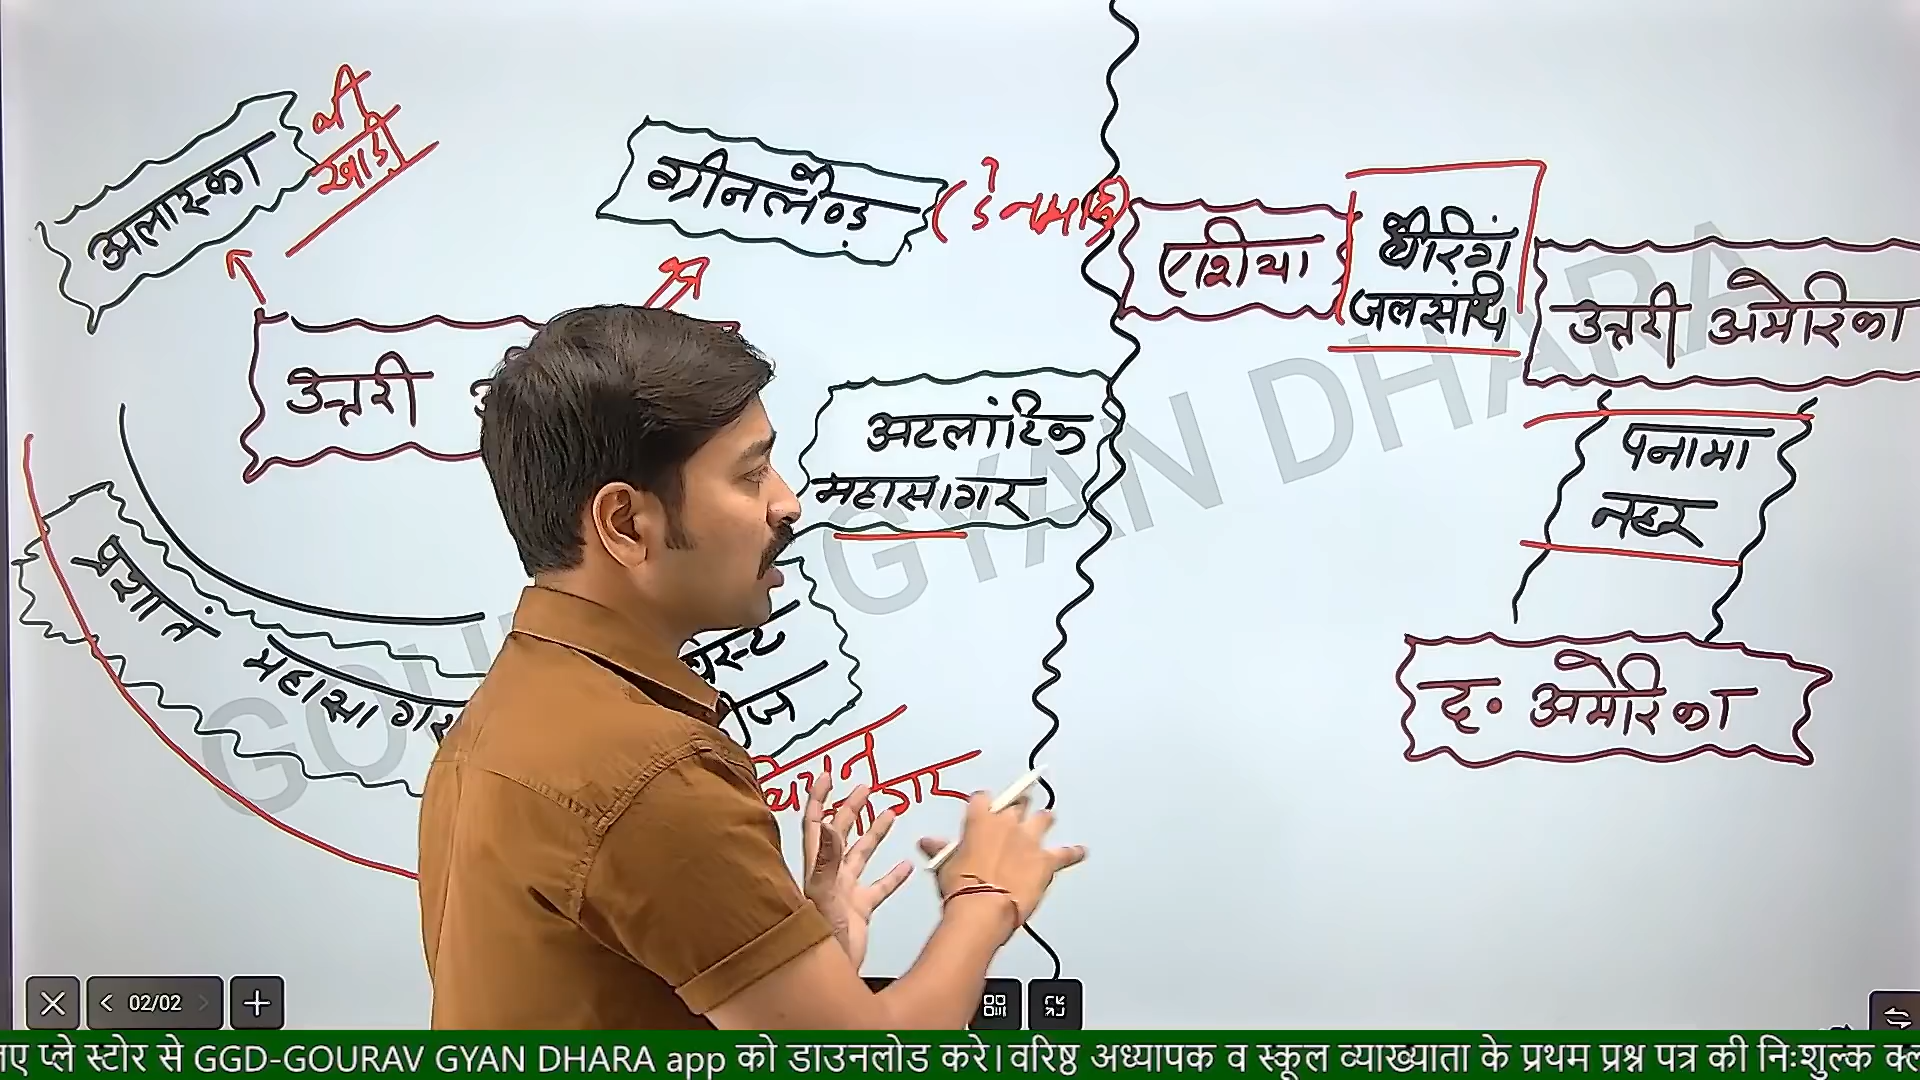 अलास्का
की
खाडी
ग्रीनलैण्ड (डेनमार्क)
एशिया
बेरिंग
जलसंधि
उत्तरी अमेरिका
उत्तरी
अटलांटिक
महासागर
पनामा
नहर
प्रशांत महासागर
द. अमेरिका
GYAN DHARA
02/02
प्ले स्टोर से GGD-GOURAV GYAN DHARA app को डाउनलोड करे। वरिष्ठ अध्यापक व स्कूल व्याख्याता के प्रथम प्रश्न पत्र की निःशुल्क